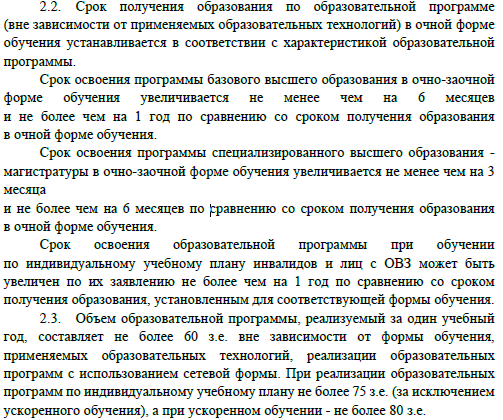 2.2. Срок получения образования по образовательной программе
(вне зависимости от применяемых образовательных технологий) в очной форме
обучения устанавливается в соответствии с характеристикой образовательной
программы.
Срок освоения программы базового высшего образования в очно-заочной
форме обучения увеличивается не менее чем на 6 месяцев
и не более чем на 1 год по сравнению со сроком получения образования
в очной форме обучения.
Срок освоения программы специализированного высшего образования -
магистратуры в очно-заочной форме обучения увеличивается не менее чем на 3
месяца
и не более чем на 6 месяцев по сравнению со сроком получения образования
в очной форме обучения.
Срок освоения образовательной программы при обучении
по индивидуальному учебному плану инвалидов и лиц с ОВЗ может быть
увеличен по их заявлению не более чем на 1 год по сравнению со сроком
получения образования, установленным для соответствующей формы обучения.
2.3. Объем образовательной программы, реализуемый за один учебный
год, составляет не более 60 з.е. вне зависимости от формы обучения,
применяемых образовательных технологий, реализации образовательных
программ с использованием сетевой формы. При реализации образовательных
программ по индивидуальному учебному плану не более 75 з.е. (за исключением
ускоренного обучения), а при ускоренном обучении - не более 80 з.е.